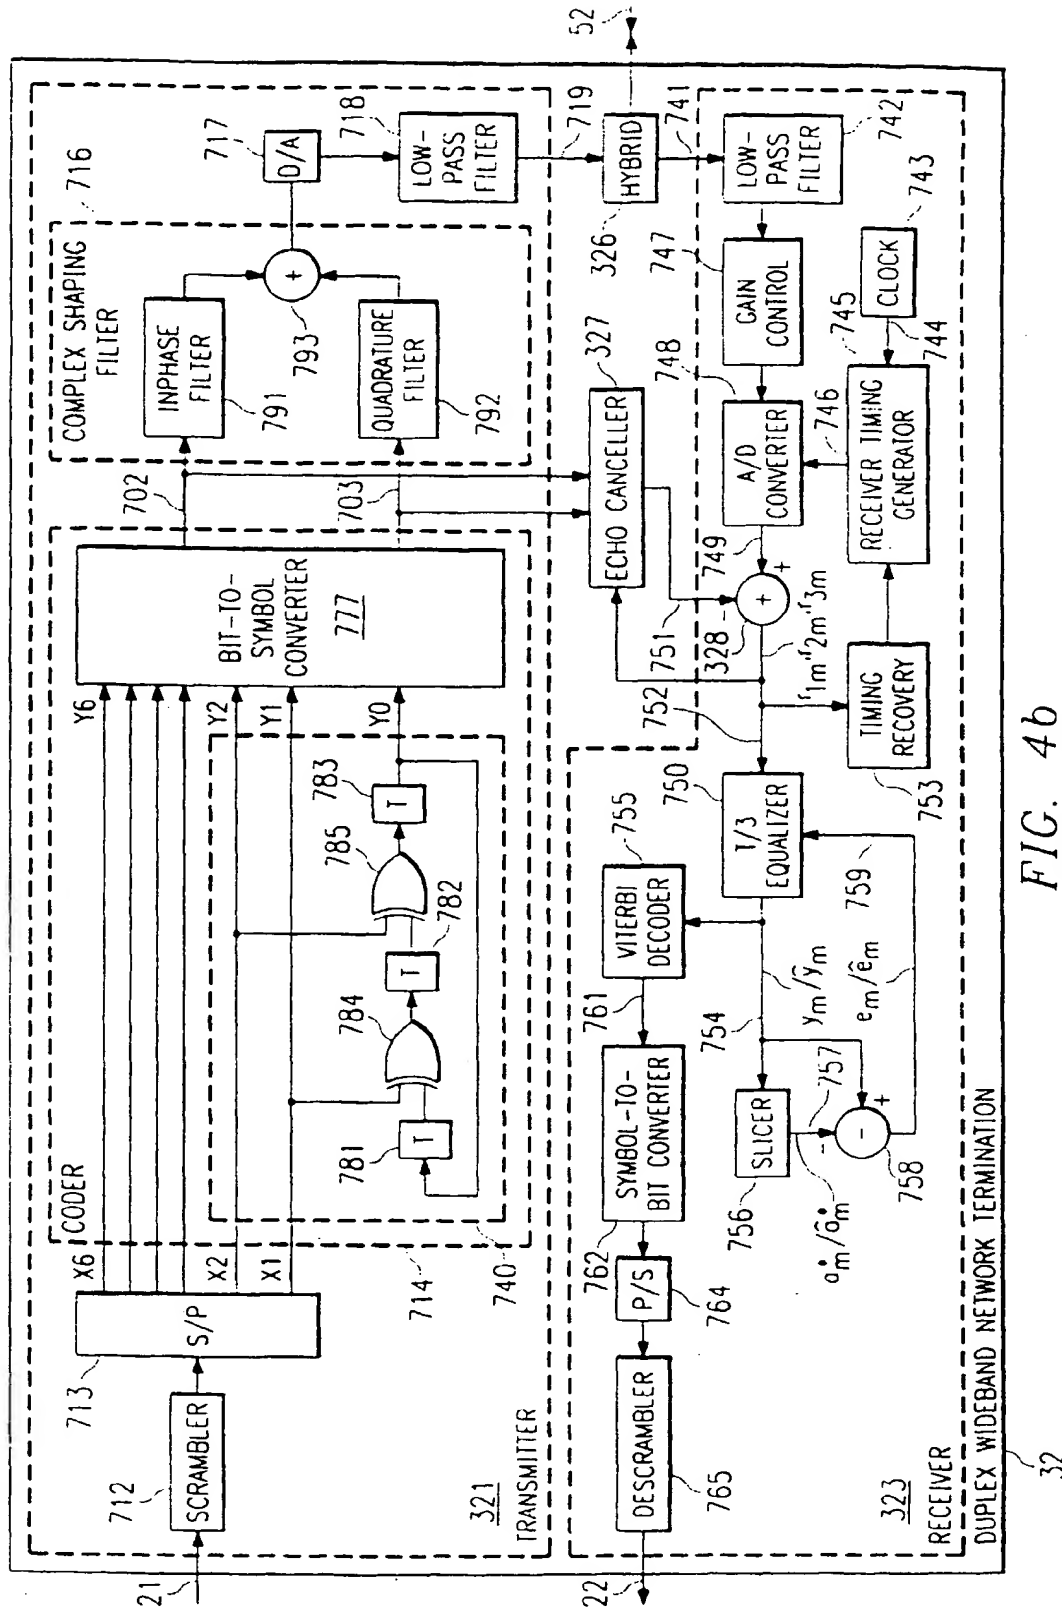 21
SCRAMBLER
712
713
S/P
X6
X2
X1
CODER
714
740
781
T
784
T
782
785
T
783
Y6
Y2
Y1
Y0
BIT-TO-
SYMBOL
CONVERTER
777
702
703
COMPLEX SHAPING
FILTER
716
INPHASE
FILTER
791
+
793
QUADRATURE
FILTER
792
D/A
717
LOW-
PASS
FILTER
718
719
321
TRANSMITTER
HYBRID
326
52
741
ECHO CANCELLER
327
LOW-
PASS
FILTER
742
GAIN
CONTROL
747
A/D
CONVERTER
748
CLOCK
743
744
RECEIVER TIMING
GENERATOR
745
746
749
+
+
-
328
751
r1m r2m r3m
752
TIMING
RECOVERY
753
T/3
EQUALIZER
750
VITERBI
DECODER
755
761
754
ym/ŷm
759
em/êm
SLICER
756
757
-
-
+
758
a•m/â•m
SYMBOL-TO-
BIT CONVERTER
762
P/S
764
DESCRAMBLER
765
22
323
RECEIVER
DUPLEX WIDEBAND NETWORK TERMINATION
32
FIG. 4b